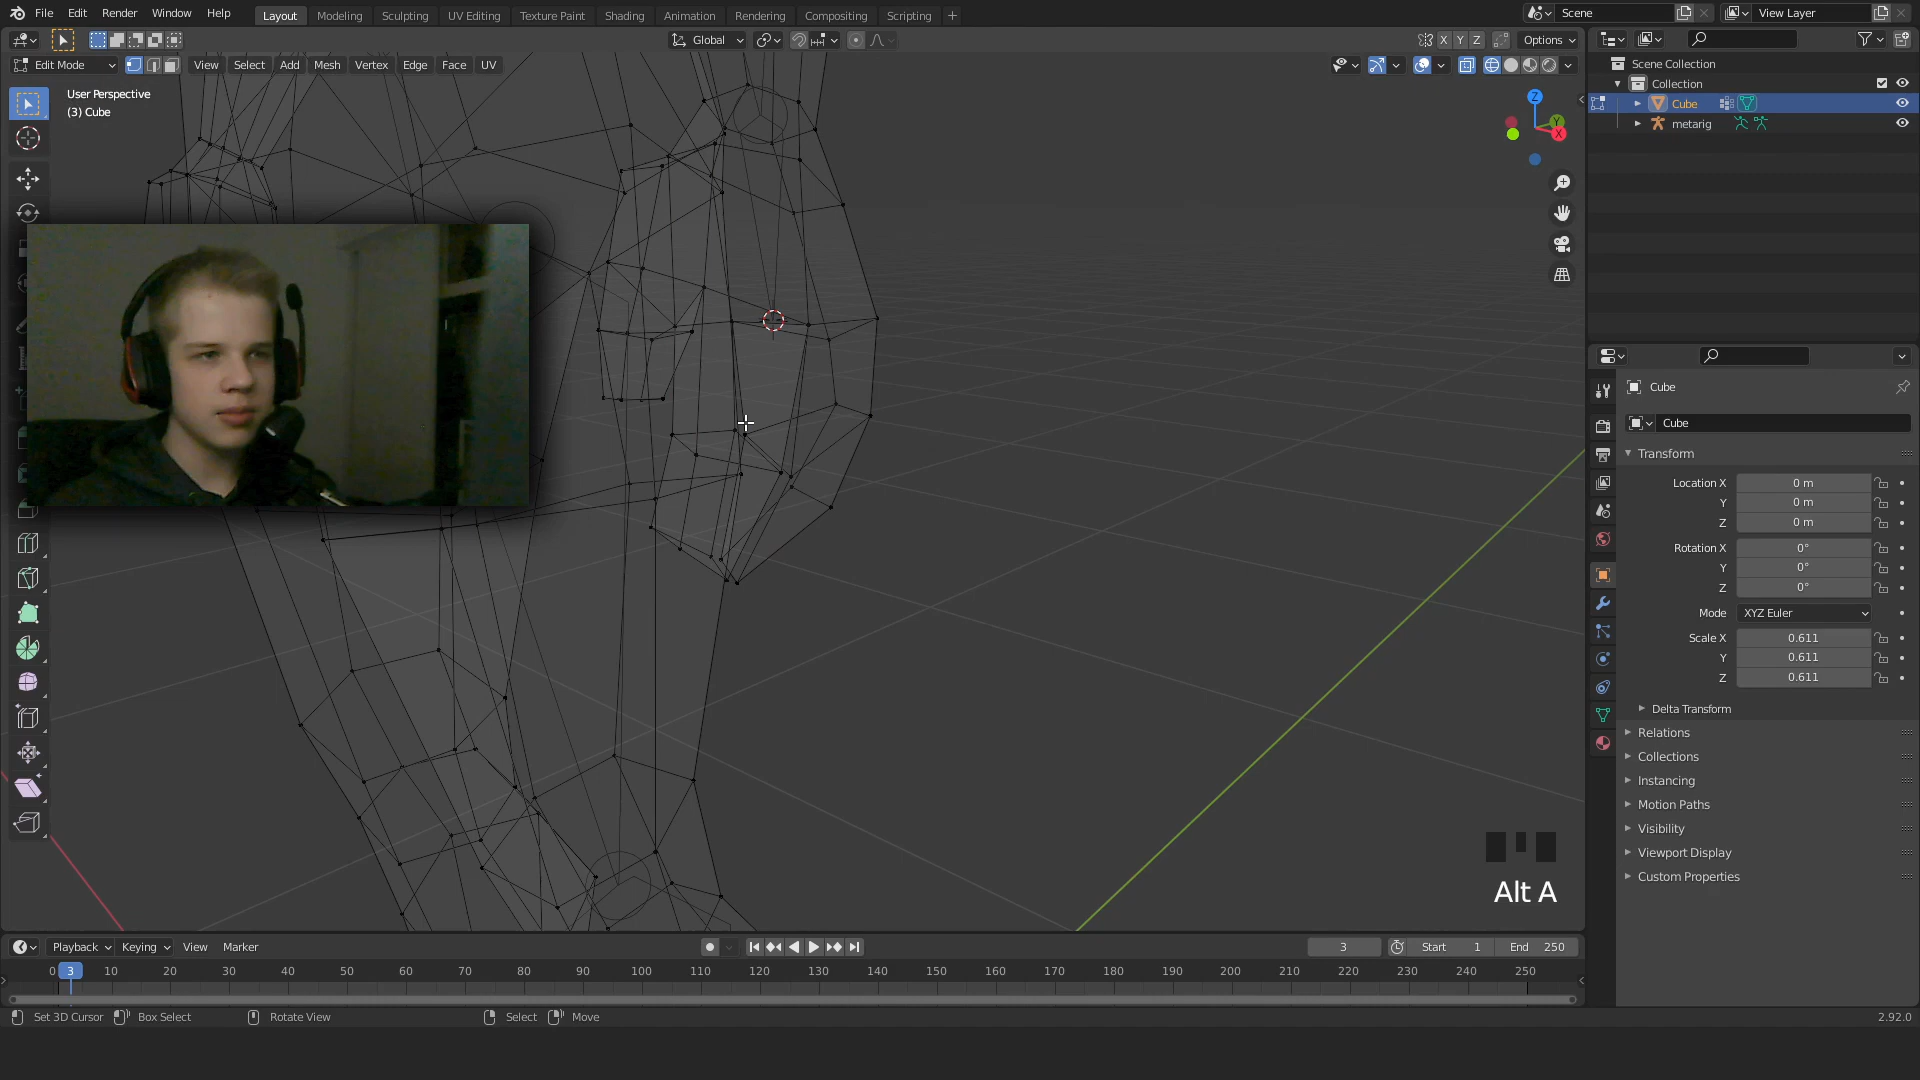 File Edit Render Window Help Layout Modeling Sculpting UV Editing Texture Paint Shading Animation Rendering Compositing Scripting + Scene View Layer
Global X Y Z Options
Edit Mode View Select Add Mesh Vertex Edge Face UV
User Perspective
(3) Cube
Z
Y
X
Scene Collection
Collection
Cube
metarig
Cube
Cube
Transform
Location X 0 m
Y 0 m
Z 0 m
Rotation X 0°
Y 0°
Z 0°
Mode XYZ Euler
Scale X 0.611
Y 0.611
Z 0.611
Delta Transform
Relations
Collections
Instancing
Motion Paths
Visibility
Viewport Display
Custom Properties
Alt A
Playback Keying View Marker 3 Start 1 End 250
0 3 10 20 30 40 50 60 70 80 90 100 110 120 130 140 150 160 170 180 190 200 210 220 230 240 250
Set 3D Cursor Box Select Rotate View Select Move 2.92.0